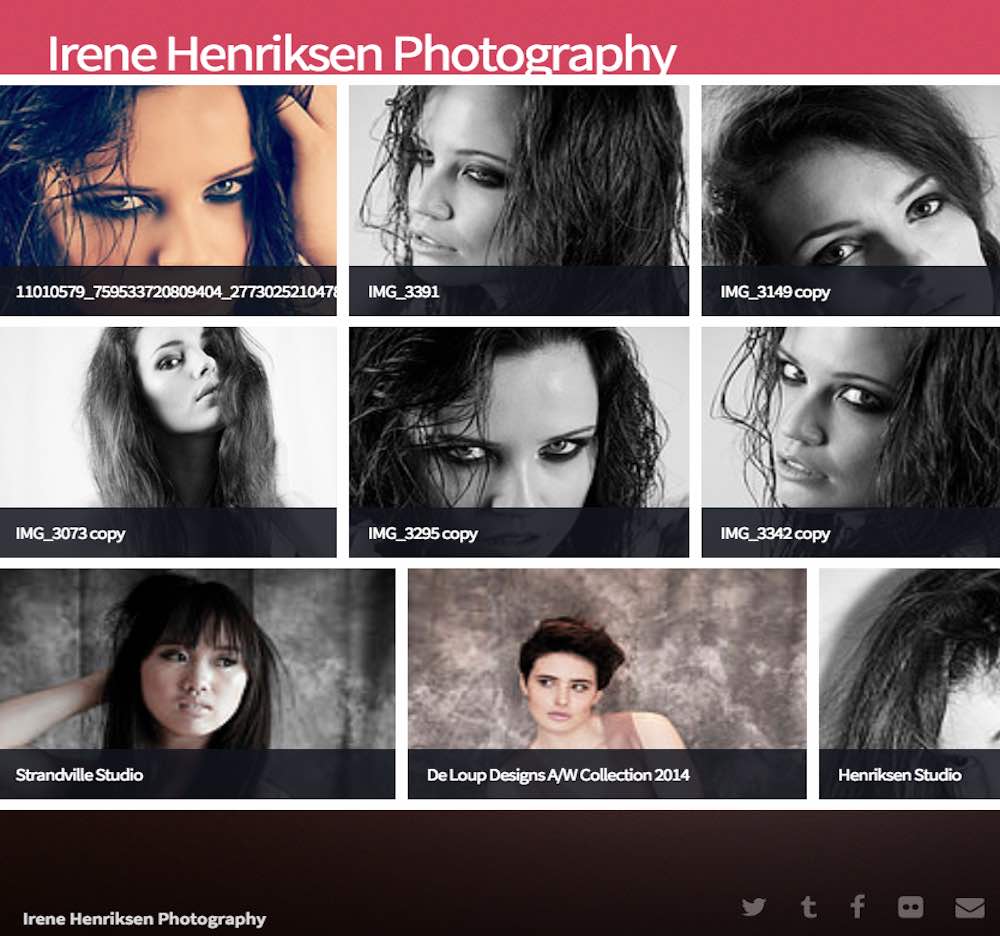 Irene Henriksen Photography
11010579_759533720809404_2773025210478
IMG_3391
IMG_3149 copy
IMG_3073 copy
IMG_3295 copy
IMG_3342 copy
Strandville Studio
De Loup Designs A/W Collection 2014
Henriksen Studio
Irene Henriksen Photography